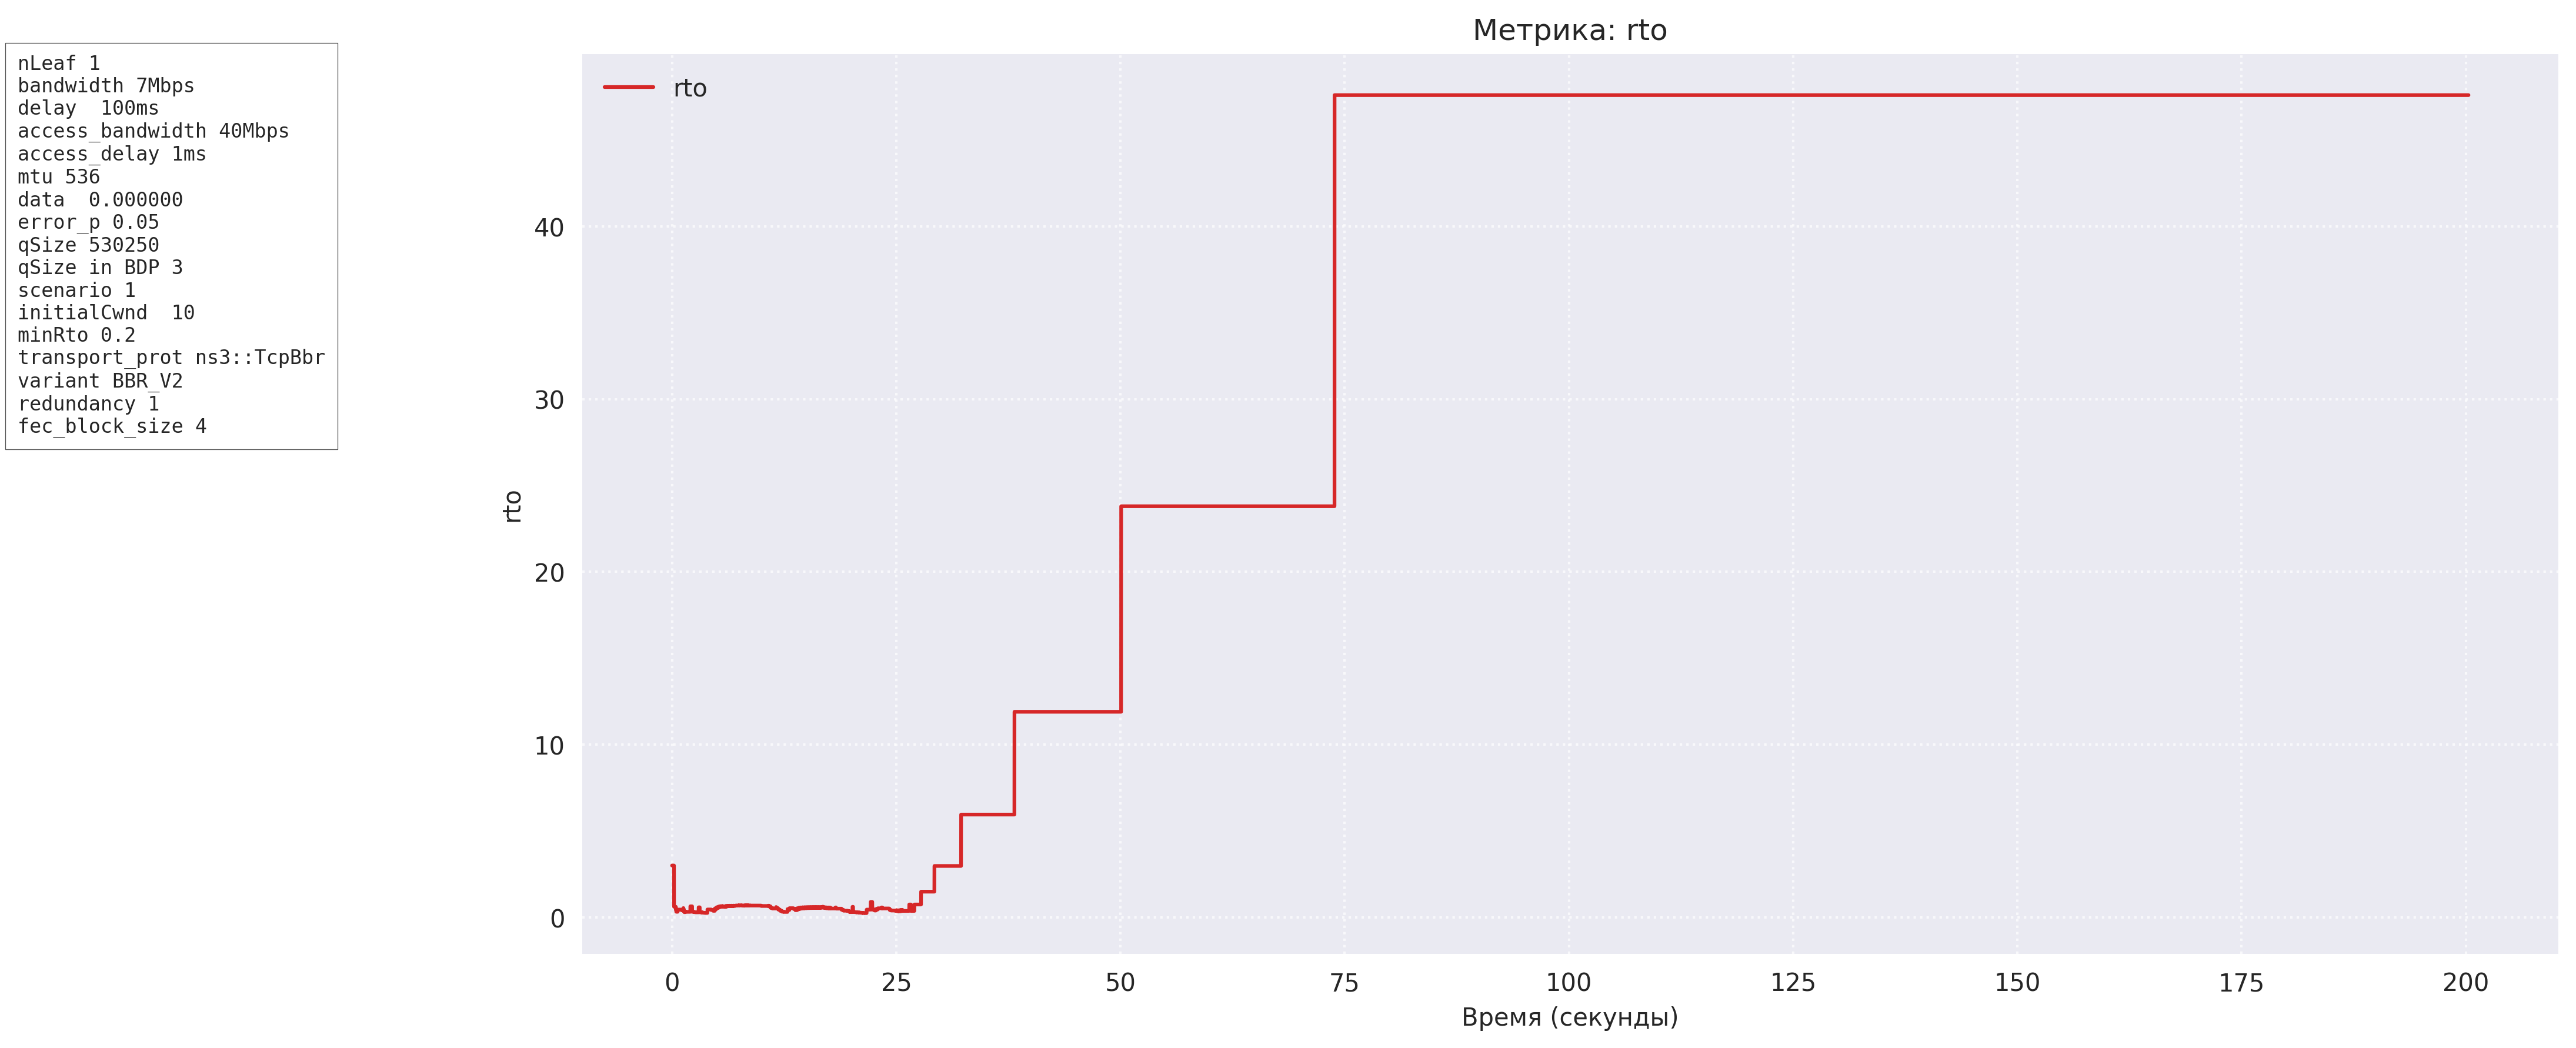 Метрика: rto
nLeaf 1
bandwidth 7Mbps
delay  100ms
access_bandwidth 40Mbps
access_delay 1ms
mtu 536
data  0.000000
error_p 0.05
qSize 530250
qSize in BDP 3
scenario 1
initialCwnd  10
minRto 0.2
transport_prot ns3::TcpBbr
variant BBR_V2
redundancy 1
fec_block_size 4
rto
rto
40
30
20
10
0
0 25 50 75 100 125 150 175 200
Время (секунды)